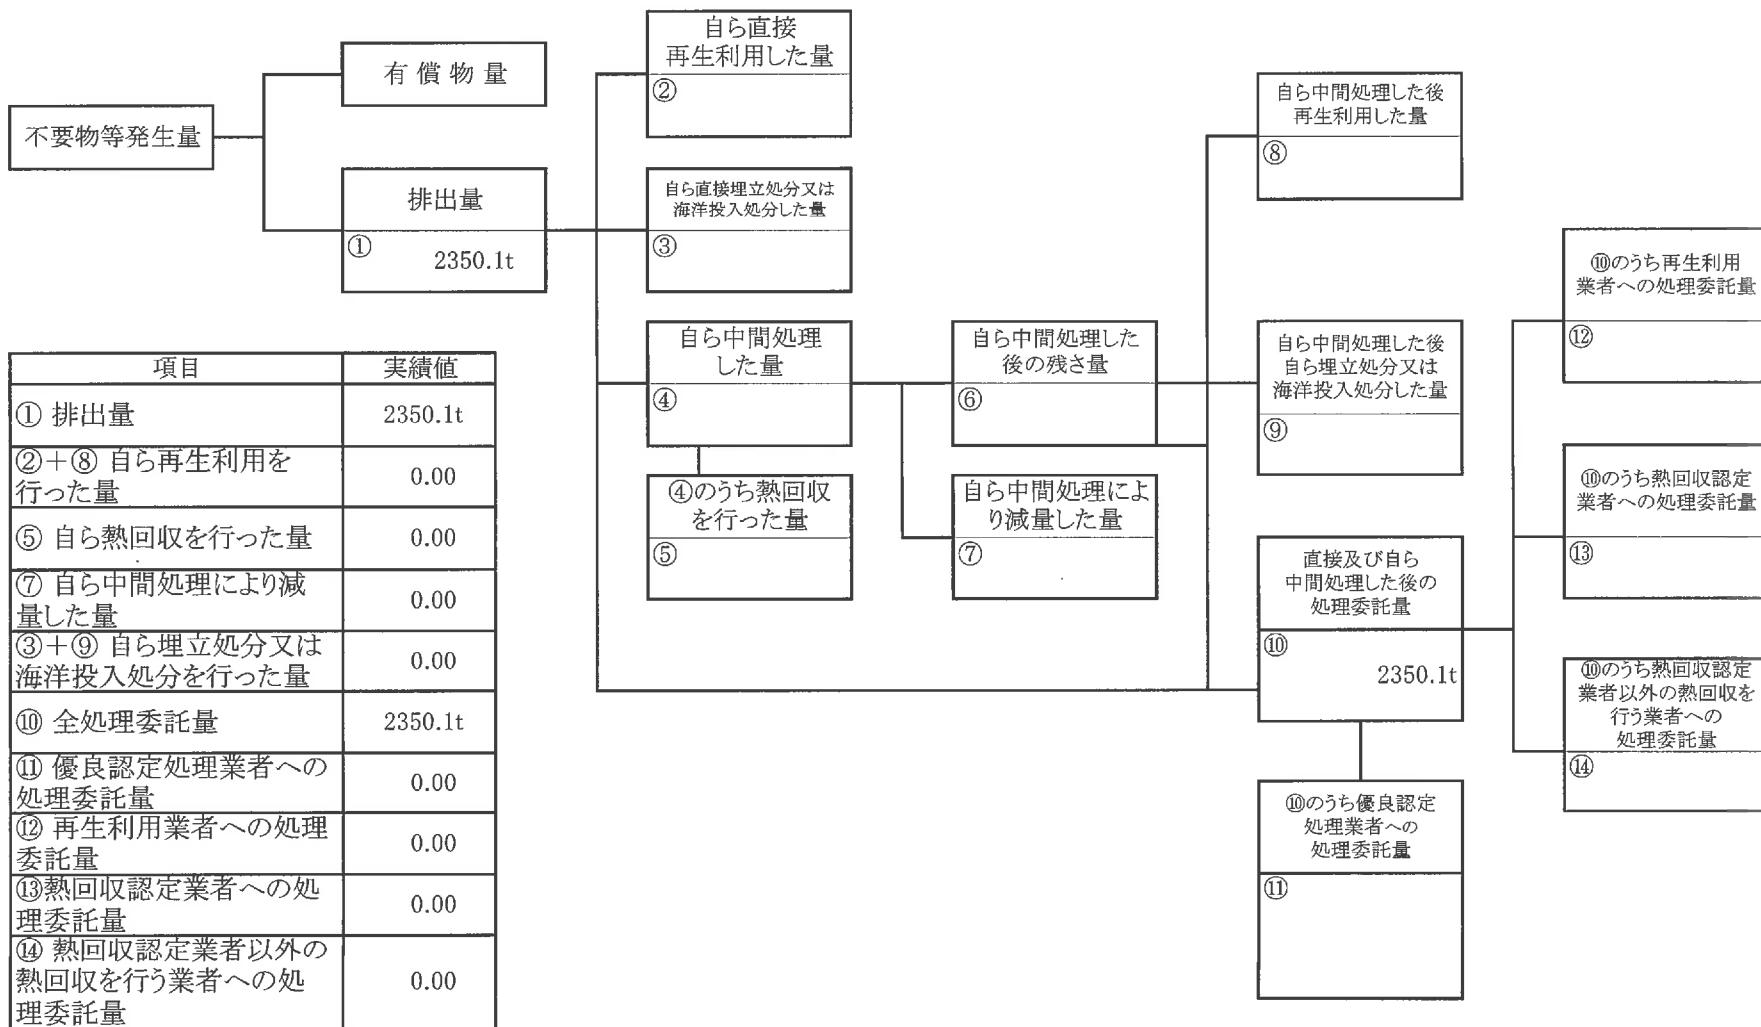 不要物等発生量
有償物量
排出量
①
2350.1t
自ら直接
再生利用した量
②
自ら直接埋立処分又は
海洋投入処分した量
③
自ら中間処理
した量
④
④のうち熱回収
を行った量
⑤
自ら中間処理した
後の残さ量
⑥
自ら中間処理によ
り減量した量
⑦
自ら中間処理した後
再生利用した量
⑧
自ら中間処理した後
自ら埋立処分又は
海洋投入処分した量
⑨
直接及び自ら
中間処理した後の
処理委託量
⑩
2350.1t
⑩のうち優良認定
処理業者への
処理委託量
⑪
⑩のうち再生利用
業者への処理委託量
⑫
⑩のうち熱回収認定
業者への処理委託量
⑬
⑩のうち熱回収認定
業者以外の熱回収を
行う業者への
処理委託量
⑭
項目 実績値
① 排出量 2350.1t
②+⑧ 自ら再生利用を
行った量 0.00
⑤ 自ら熱回収を行った量 0.00
⑦ 自ら中間処理により減
量した量 0.00
③+⑨ 自ら埋立処分又は
海洋投入処分を行った量 0.00
⑩ 全処理委託量 2350.1t
⑪ 優良認定処理業者への
処理委託量 0.00
⑫ 再生利用業者への処理
委託量 0.00
⑬熱回収認定業者への処
理委託量 0.00
⑭ 熱回収認定業者以外の
熱回収を行う業者への処
理委託量 0.00